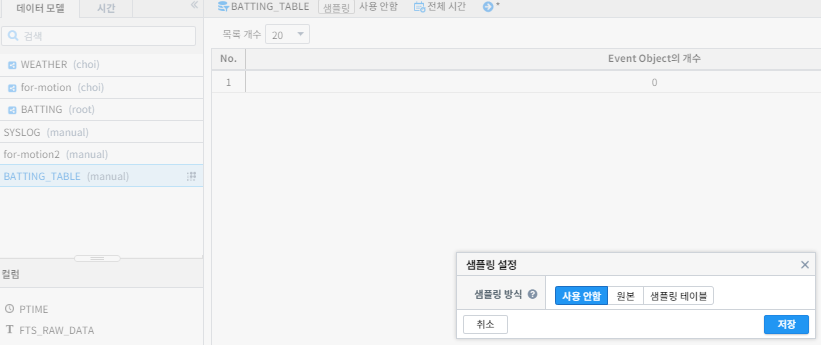 데이터 모델 시간
검색
WEATHER (choi)
for-motion (choi)
BATTING (root)
SYSLOG (manual)
for-motion2 (manual)
BATTING_TABLE (manual)
컬럼
PTIME
T FTS_RAW_DATA
BATTING_TABLE 샘플링 사용 안함 전체 시간 *
목록 개수 20
No. Event Object의 개수
1 0
샘플링 설정
샘플링 방식 사용 안함 원본 샘플링 테이블
취소 저장